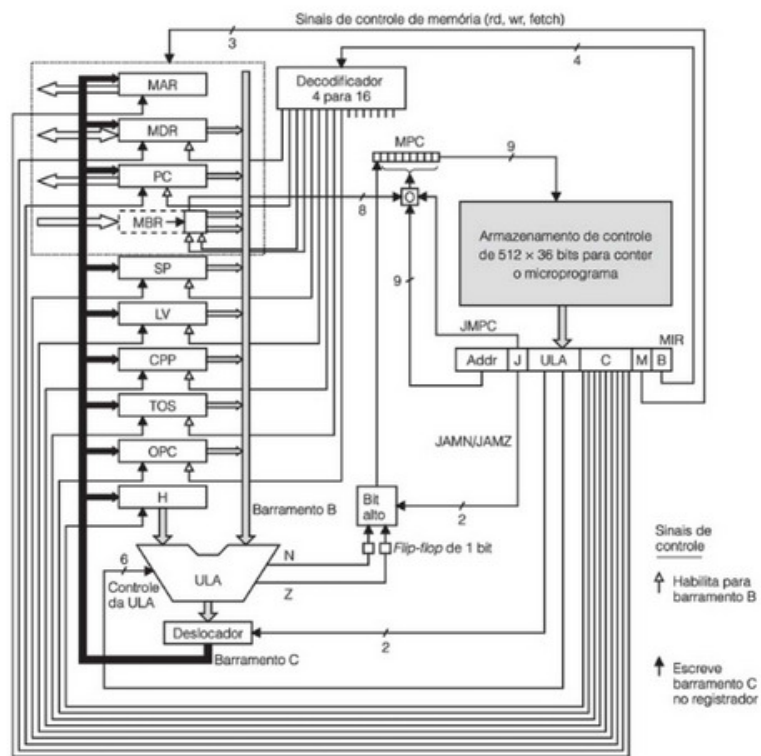 Sinais de controle de memória (rd, wr, fetch)
3
4
MAR
Decodificador
4 para 16
MDR
MPC
9
PC
8
O
MBR
Armazenamento de controle
de 512 × 36 bits para conter
o microprograma
SP
9
LV
JMPC
MIR
Addr
J
ULA
C
M
B
CPP
TOS
JAMN/JAMZ
OPC
Barramento B
H
Bit
alto
2
Sinais de
controle
6
N
Flip-flop de 1 bit
Controle
da ULA
ULA
Z
Habilita para
barramento B
Deslocador
2
Barramento C
Escreve
barramento C
no registrador